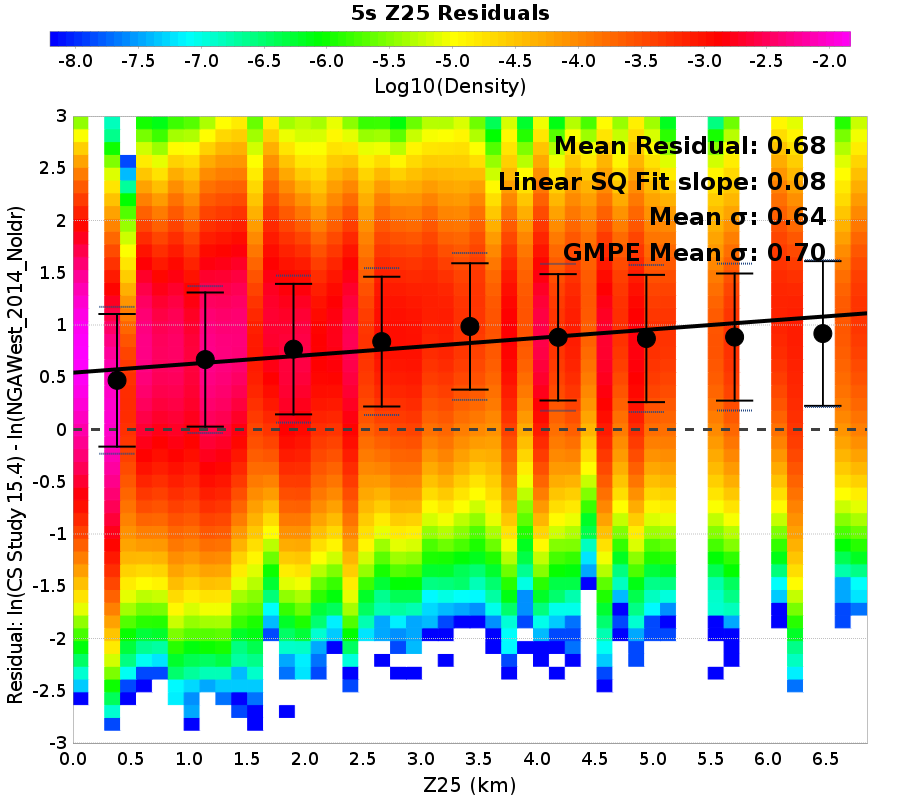 5s Z25 Residuals
-8.0 -7.5 -7.0 -6.5 -6.0 -5.5 -5.0 -4.5 -4.0 -3.5 -3.0 -2.5 -2.0
Log10(Density)
Mean Residual: 0.68
Linear SQ Fit slope: 0.08
Mean σ: 0.64
GMPE Mean σ: 0.70
Residual: ln(CS Study 15.4) - ln(NGAWest_2014_NoIdr)
3
2.5
2
1.5
1
0.5
0
-0.5
-1
-1.5
-2
-2.5
-3
0.0 0.5 1.0 1.5 2.0 2.5 3.0 3.5 4.0 4.5 5.0 5.5 6.0 6.5
Z25 (km)